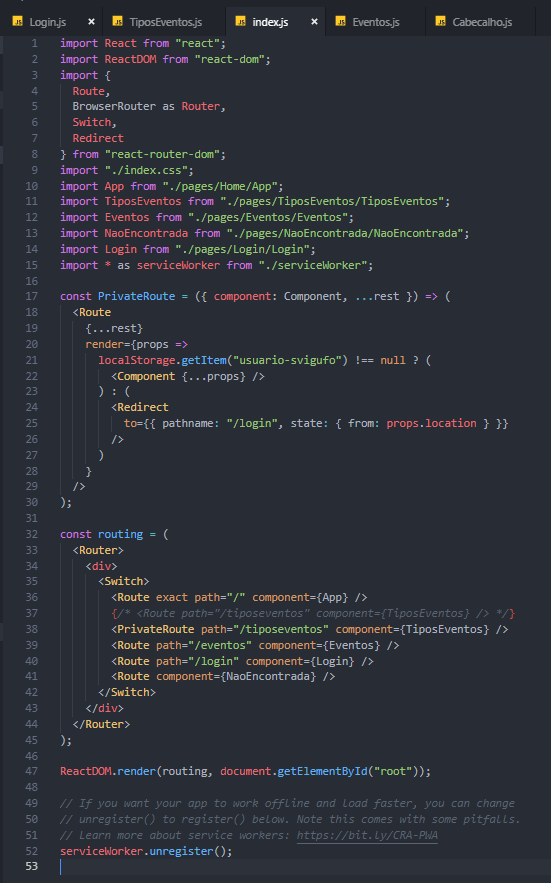 JS Login.js × JS TiposEventos.js JS index.js × JS Eventos.js JS Cabecalho.js
1 import React from "react";
2 import ReactDOM from "react-dom";
3 import {
4   Route,
5   BrowserRouter as Router,
6   Switch,
7   Redirect
8 } from "react-router-dom";
9 import "./index.css";
10 import App from "./pages/Home/App";
11 import TiposEventos from "./pages/TiposEventos/TiposEventos";
12 import Eventos from "./pages/Eventos/Eventos";
13 import NaoEncontrada from "./pages/NaoEncontrada/NaoEncontrada";
14 import Login from "./pages/Login/Login";
15 import * as serviceWorker from "./serviceWorker";
16
17 const PrivateRoute = ({ component: Component, ...rest }) => (
18   <Route
19     {...rest}
20     render={props =>
21       localStorage.getItem("usuario-svigufo") !== null ? (
22         <Component {...props} />
23       ) : (
24         <Redirect
25           to={{ pathname: "/login", state: { from: props.location } }}
26         />
27       )
28     }
29   />
30 );
31
32 const routing = (
33   <Router>
34     <div>
35       <Switch>
36         <Route exact path="/" component={App} />
37         {/* <Route path="/tiposeventos" component={TiposEventos} /> */}
38         <PrivateRoute path="/tiposeventos" component={TiposEventos} />
39         <Route path="/eventos" component={Eventos} />
40         <Route path="/login" component={Login} />
41         <Route component={NaoEncontrada} />
42       </Switch>
43     </div>
44   </Router>
45 );
46
47 ReactDOM.render(routing, document.getElementById("root"));
48
49 // If you want your app to work offline and load faster, you can change
50 // unregister() to register() below. Note this comes with some pitfalls.
51 // Learn more about service workers: https://bit.ly/CRA-PWA
52 serviceWorker.unregister();
53